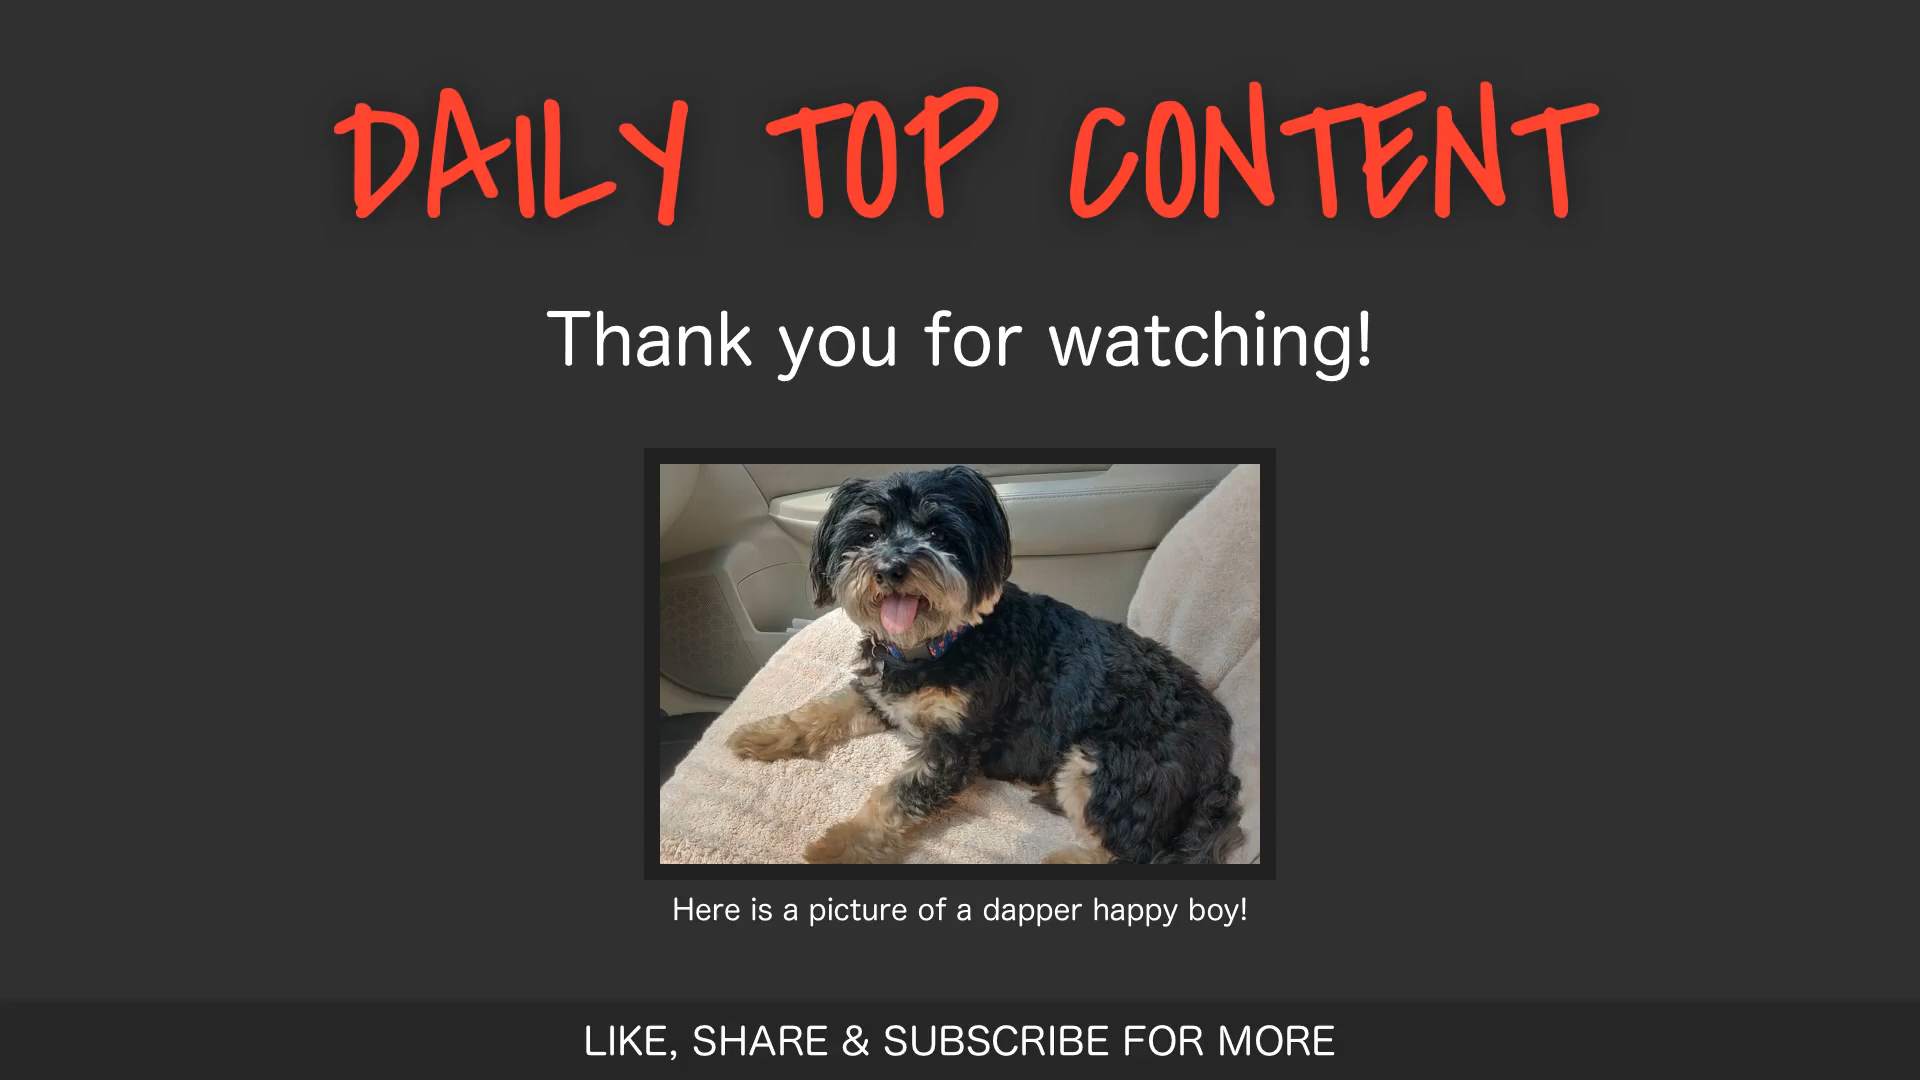 DAILY TOP CONTENT
Thank you for watching!
Here is a picture of a dapper happy boy!
LIKE, SHARE & SUBSCRIBE FOR MORE